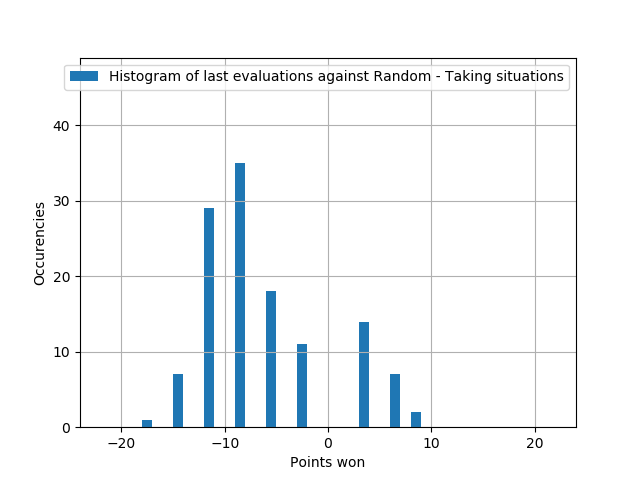 Histogram of last evaluations against Random - Taking situations
40
30
20
10
0
Occurencies
−20 −10 0 10 20
Points won